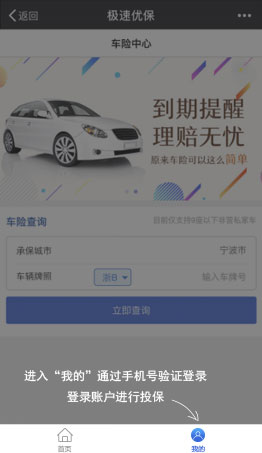 返回
极速优保
车险中心
到期提醒
理赔无忧
原来车险可以这么简单
车险查询
目前仅支持9座以下非营私家车
承保城市
宁波市
车辆牌照
浙B
输入车牌号
立即查询
进入“我的”通过手机号验证登录
登录账户进行投保
首页
我的